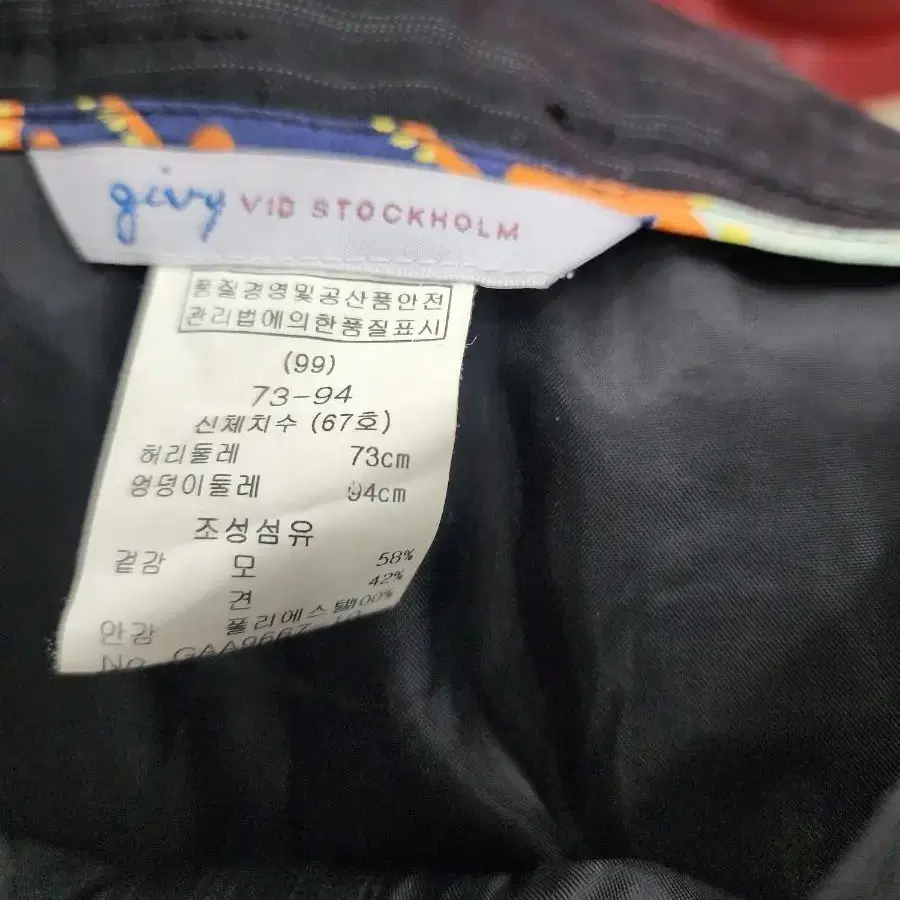 givy VID STOCKHOLM
품질경영및공산품안전
관리법에의한품질표시
(99)
73-94
신체치수 (67호)
허리둘레 73cm
엉덩이둘레 94cm
조성섬유
겉감 모 58%
견 42%
안감 폴리에스텔100%
No. GAA9667